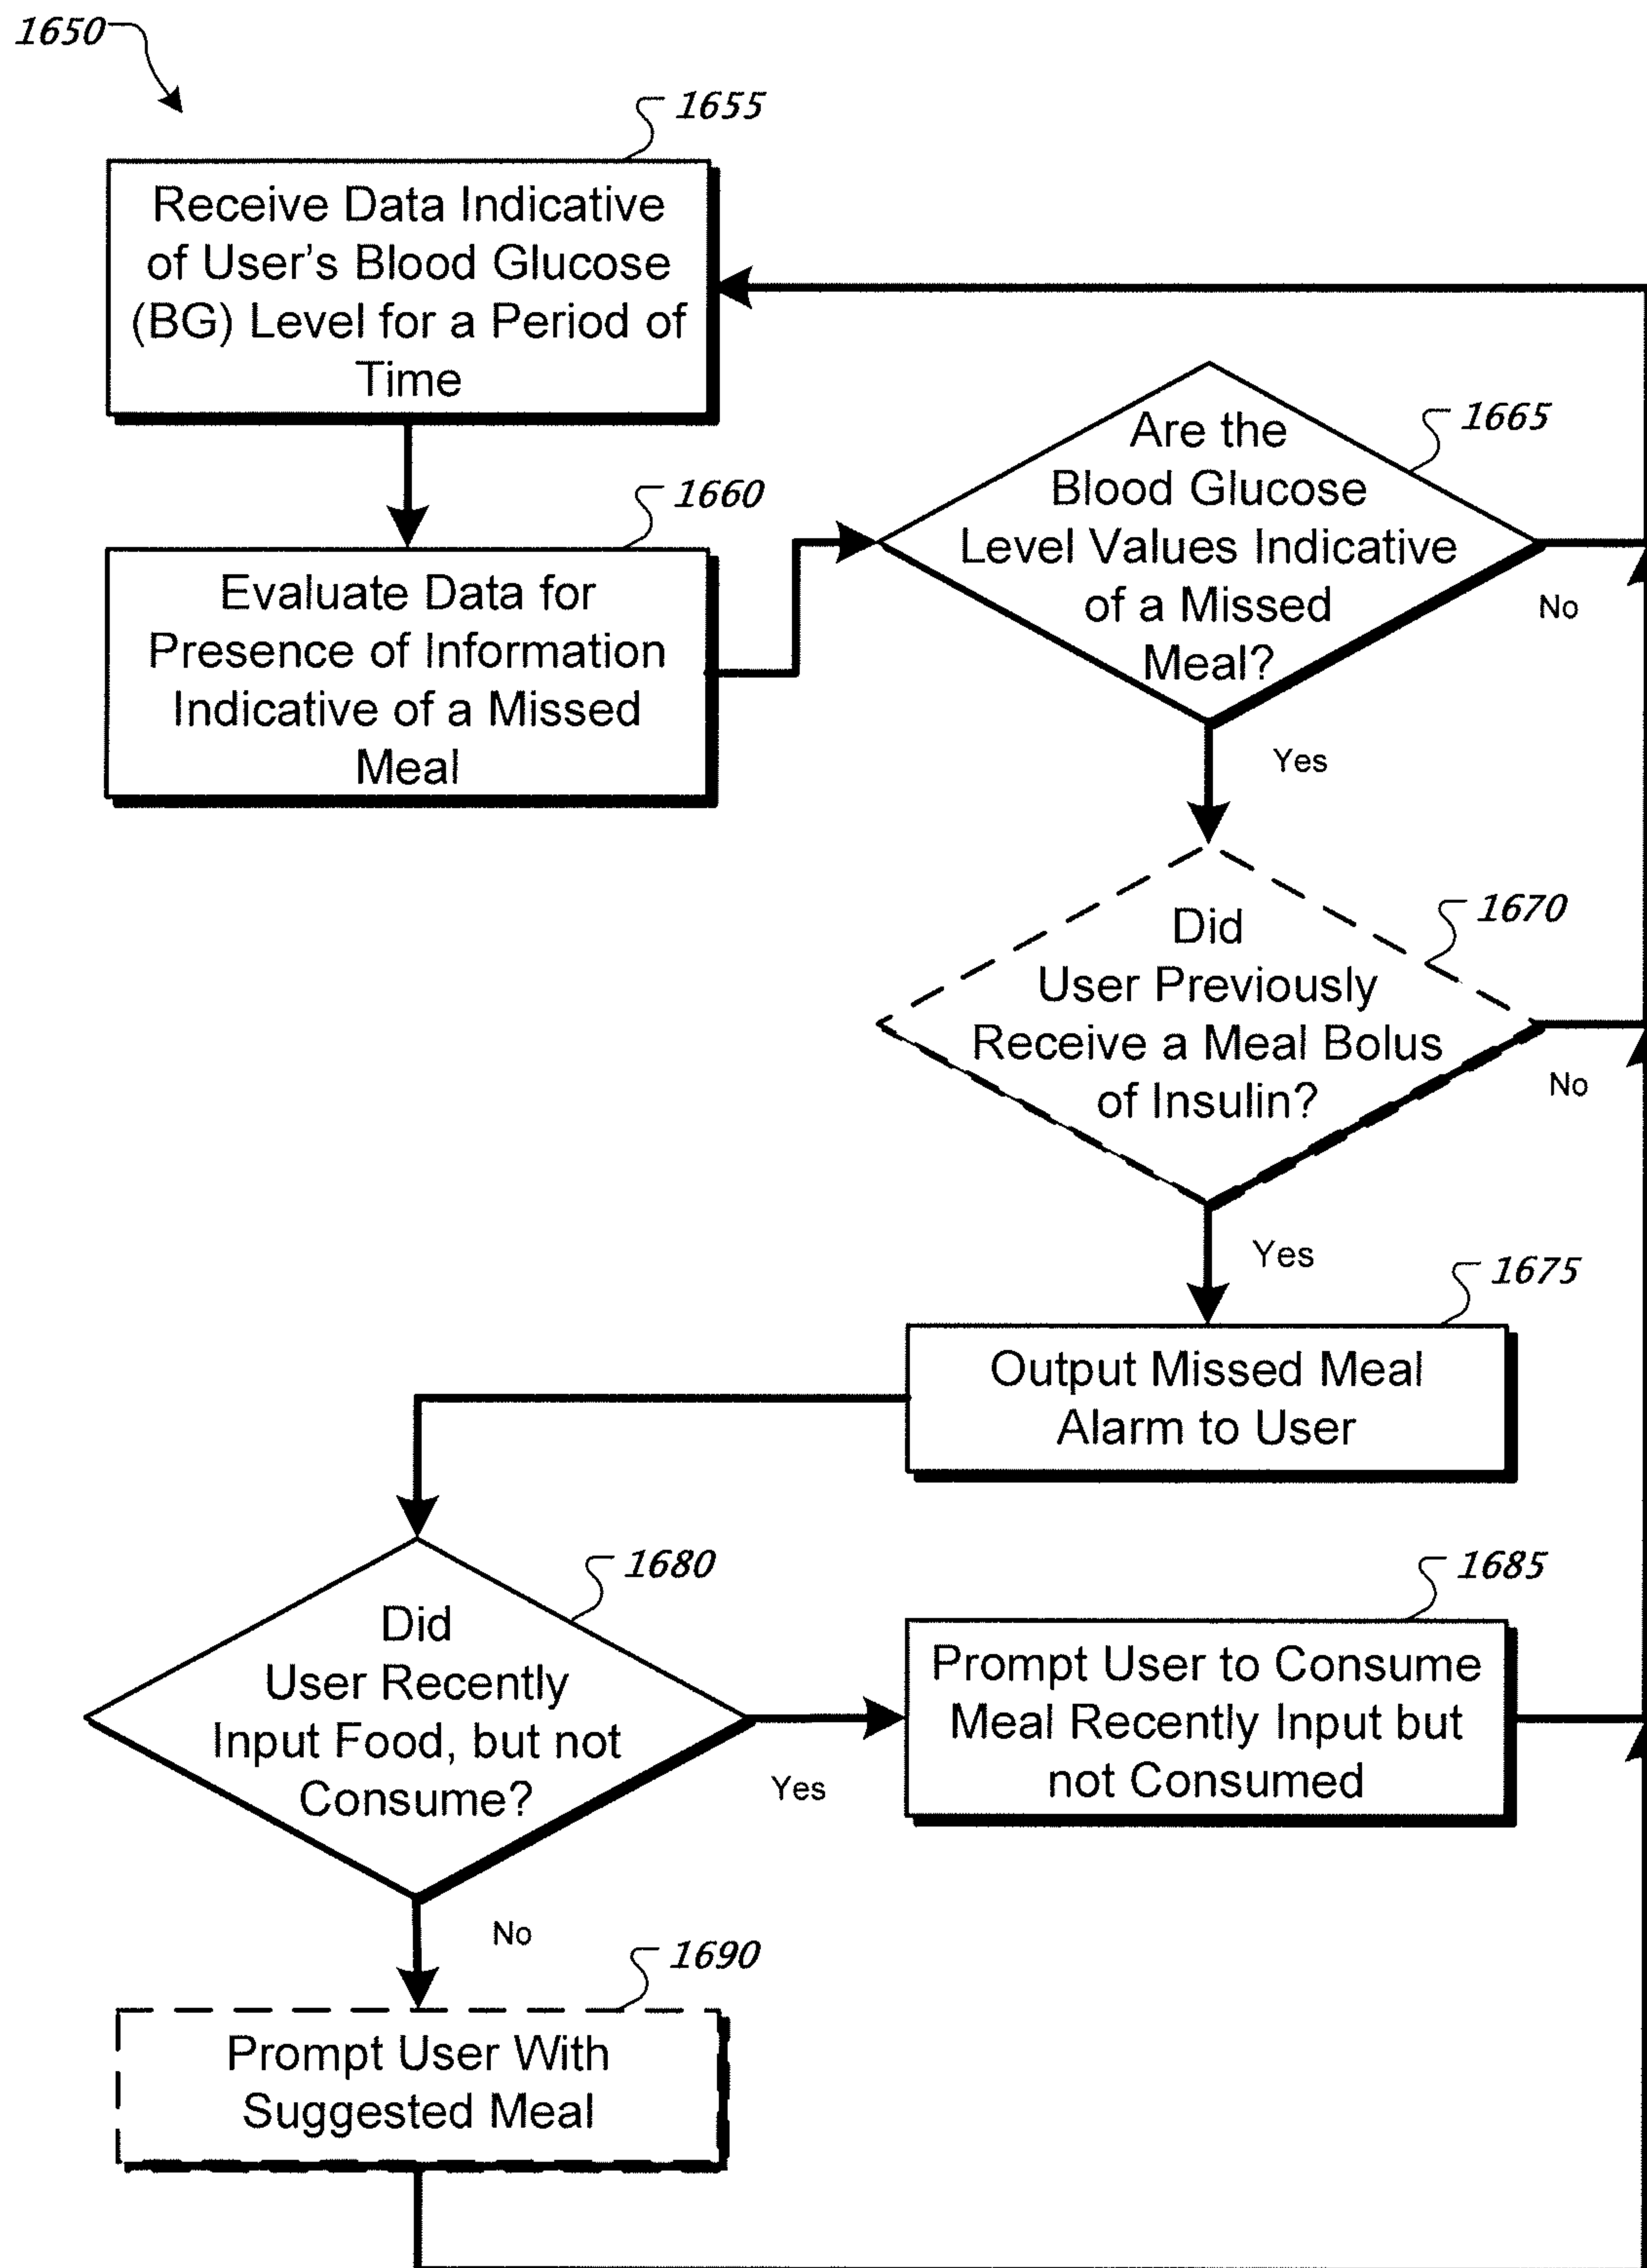 1650
1655
Receive Data Indicative
of User's Blood Glucose
(BG) Level for a Period of
Time
1660
Evaluate Data for
Presence of Information
Indicative of a Missed
Meal
1665
Are the
Blood Glucose
Level Values Indicative
of a Missed
Meal?
No
Yes
1670
Did
User Previously
Receive a Meal Bolus
of Insulin?
No
Yes
1675
Output Missed Meal
Alarm to User
1680
Did
User Recently
Input Food, but not
Consume?
Yes
No
1685
Prompt User to Consume
Meal Recently Input but
not Consumed
1690
Prompt User With
Suggested Meal